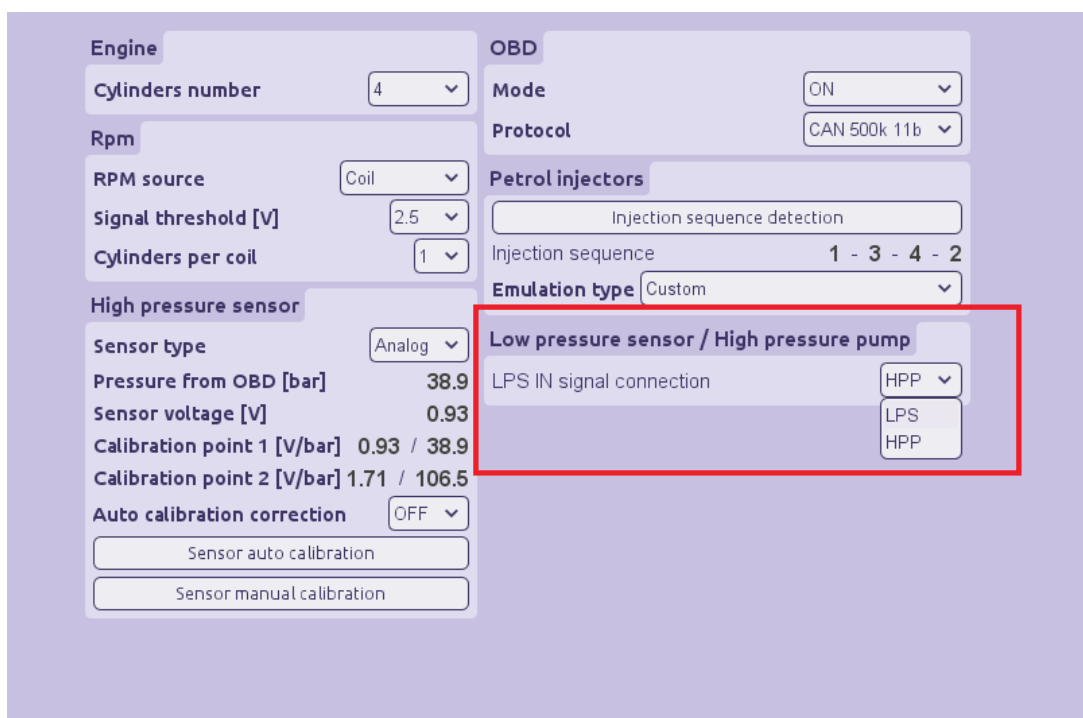 Engine
Cylinders number 4
Rpm
RPM source Coil
Signal threshold [V] 2.5
Cylinders per coil 1
High pressure sensor
Sensor type Analog
Pressure from OBD [bar] 38.9
Sensor voltage [V] 0.93
Calibration point 1 [V/bar] 0.93 / 38.9
Calibration point 2 [V/bar] 1.71 / 106.5
Auto calibration correction OFF
Sensor auto calibration
Sensor manual calibration
OBD
Mode ON
Protocol CAN 500k 11b
Petrol injectors
Injection sequence detection
Injection sequence 1 - 3 - 4 - 2
Emulation type Custom
Low pressure sensor / High pressure pump
LPS IN signal connection HPP
LPS
HPP